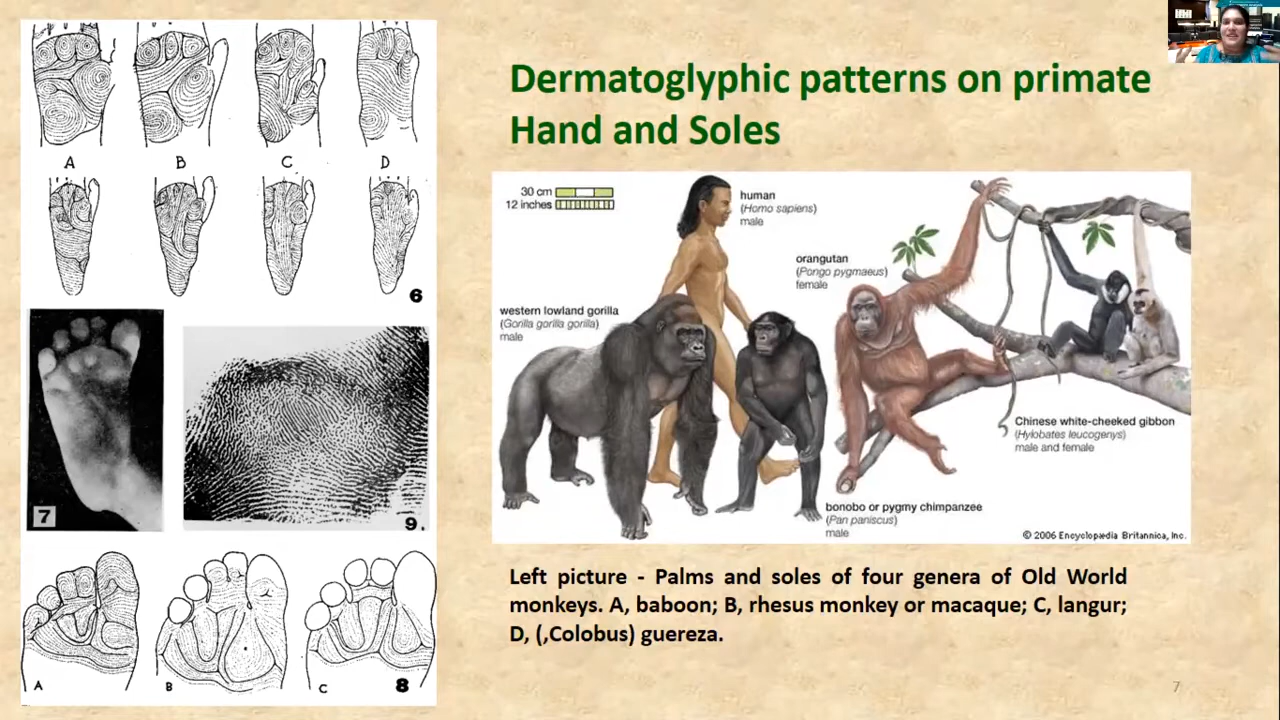 Dermatoglyphic patterns on primate
Hand and Soles
A B C D
6
7
9.
A B C 8
30 cm
12 inches
human
(Homo sapiens)
male
orangutan
(Pongo pygmaeus)
female
western lowland gorilla
(Gorilla gorilla gorilla)
male
Chinese white-cheeked gibbon
(Hylobates leucogenys)
male and female
bonobo or pygmy chimpanzee
(Pan paniscus)
male
© 2006 Encyclopædia Britannica, Inc.
Left picture - Palms and soles of four genera of Old World
monkeys. A, baboon; B, rhesus monkey or macaque; C, langur;
D, (,Colobus) guereza.
7